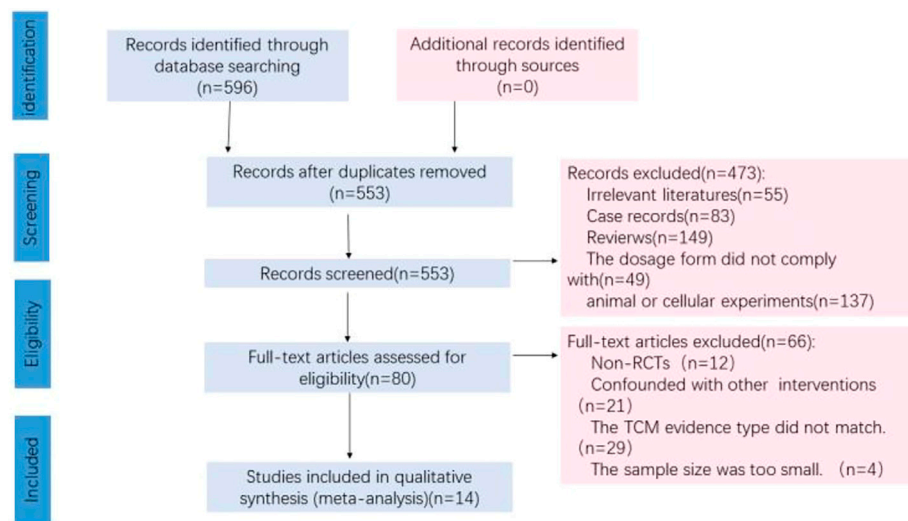 identification
Records identified through
database searching
(n=596)
Additional records identified
through sources
(n=0)
Screening
Records after duplicates removed
(n=553)
Records screened(n=553)
Records excluded(n=473):
Irrelevant literatures(n=55)
Case records(n=83)
Revierws(n=149)
The dosage form did not comply
with(n=49)
animal or cellular experiments(n=137)
Eligibility
Full-text articles assessed for
eligibility(n=80)
Full-text articles excluded(n=66):
Non-RCTs（n=12)
Confounded with other interventions
（n=21)
The TCM evidence type did not match.
(n=29)
The sample size was too small.（n=4）
Included
Studies included in qualitative
synthesis (meta-analysis)(n=14)